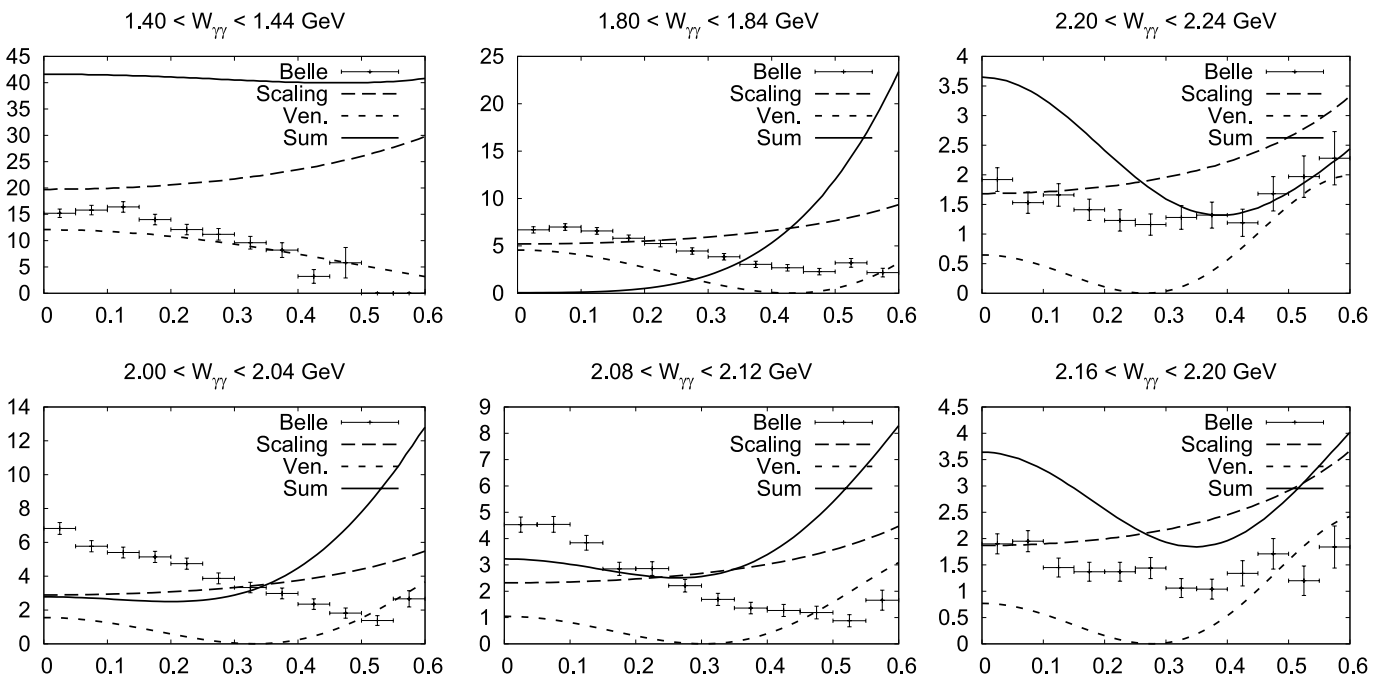 1.40 < Wγγ < 1.44 GeV
45
40
35
30
25
20
15
10
5
0
Belle
Scaling
Ven.
Sum
0 0.1 0.2 0.3 0.4 0.5 0.6
1.80 < Wγγ < 1.84 GeV
25
20
15
10
5
0
Belle
Scaling
Ven.
Sum
0 0.1 0.2 0.3 0.4 0.5 0.6
2.20 < Wγγ < 2.24 GeV
4
3.5
3
2.5
2
1.5
1
0.5
0
Belle
Scaling
Ven.
Sum
0 0.1 0.2 0.3 0.4 0.5 0.6
2.00 < Wγγ < 2.04 GeV
14
12
10
8
6
4
2
0
Belle
Scaling
Ven.
Sum
0 0.1 0.2 0.3 0.4 0.5 0.6
2.08 < Wγγ < 2.12 GeV
9
8
7
6
5
4
3
2
1
0
Belle
Scaling
Ven.
Sum
0 0.1 0.2 0.3 0.4 0.5 0.6
2.16 < Wγγ < 2.20 GeV
4.5
4
3.5
3
2.5
2
1.5
1
0.5
0
Belle
Scaling
Ven.
Sum
0 0.1 0.2 0.3 0.4 0.5 0.6